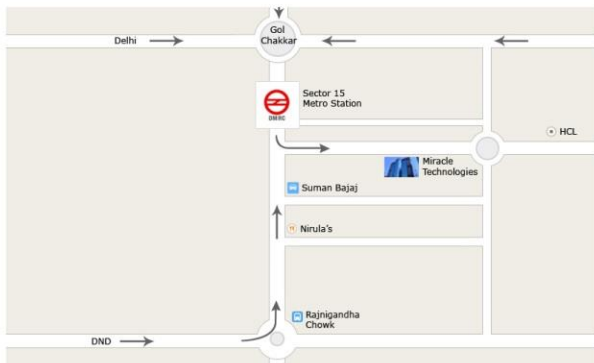 Gol
Chakkar
Delhi
Sector 15
Metro Station
DMRC
HCL
Miracle
Technologies
Suman Bajaj
Nirula's
Rajnigandha
Chowk
DND